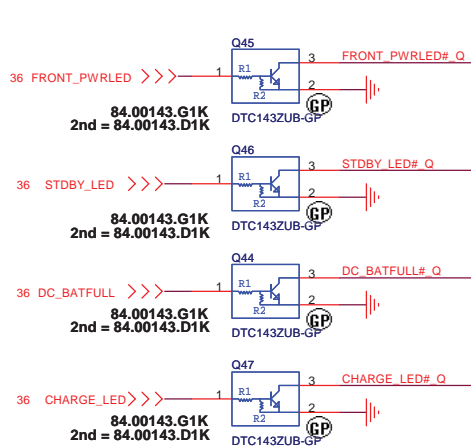 Q45
36 FRONT_PWRLED
1
R1
R2
3
FRONT_PWRLED#_Q
2
GP
84.00143.G1K
2nd = 84.00143.D1K
DTC143ZUB-GP
Q46
36 STDBY_LED
1
R1
R2
3
STDBY_LED#_Q
2
GP
84.00143.G1K
2nd = 84.00143.D1K
DTC143ZUB-GP
Q44
36 DC_BATFULL
1
R1
R2
3
DC_BATFULL#_Q
2
GP
84.00143.G1K
2nd = 84.00143.D1K
DTC143ZUB-GP
Q47
36 CHARGE_LED
1
R1
R2
3
CHARGE_LED#_Q
2
GP
84.00143.G1K
2nd = 84.00143.D1K
DTC143ZUB-GP